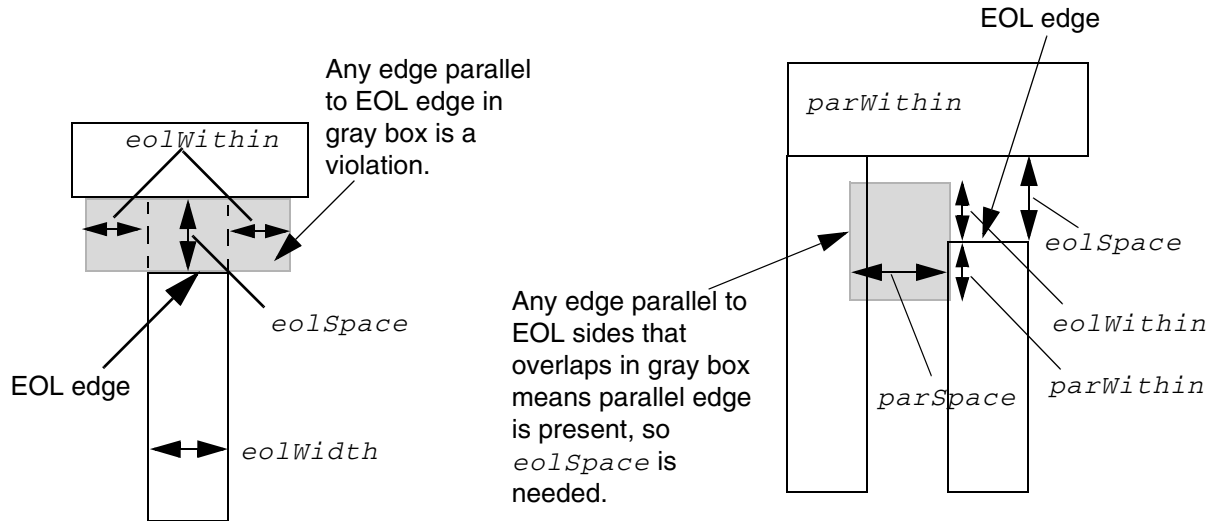 Any edge parallel
to EOL edge in
gray box is a
violation.
eolWithin
eolSpace
EOL edge
eolWidth
EOL edge
parWithin
eolSpace
Any edge parallel to
EOL sides that
overlaps in gray box
means parallel edge
is present, so
eolSpace is
needed.
eolWithin
parWithin
parSpace